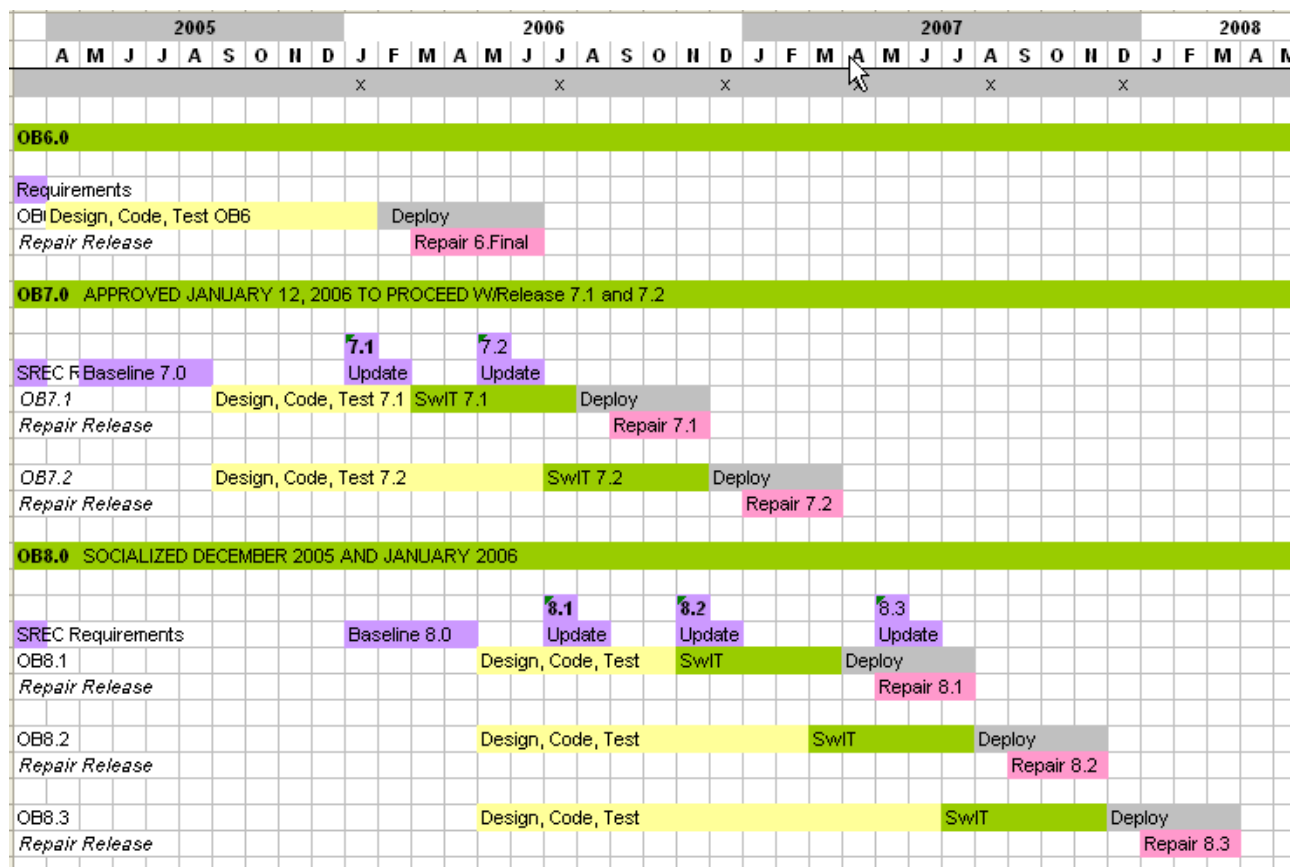 2005 2006 2007 2008
A M J J A S O N D J F M A M J J A S O N D J F M A M J J A S O N D J F M A M
x x x x x x
OB6.0
Requirements
Design, Code, Test OB6 Deploy
Repair Release Repair 6.Final
OB7.0 APPROVED JANUARY 12, 2006 TO PROCEED W/Release 7.1 and 7.2
7.1 7.2
SREC R Baseline 7.0 Update Update
OB7.1 Design, Code, Test 7.1 SwIT 7.1 Deploy
Repair Release Repair 7.1
OB7.2 Design, Code, Test 7.2 SwIT 7.2 Deploy
Repair Release Repair 7.2
OB8.0 SOCIALIZED DECEMBER 2005 AND JANUARY 2006
8.1 8.2 8.3
SREC Requirements Baseline 8.0 Update Update Update
OB8.1 Design, Code, Test SwIT Deploy
Repair Release Repair 8.1
OB8.2 Design, Code, Test SwIT Deploy
Repair Release Repair 8.2
OB8.3 Design, Code, Test SwIT Deploy
Repair Release Repair 8.3